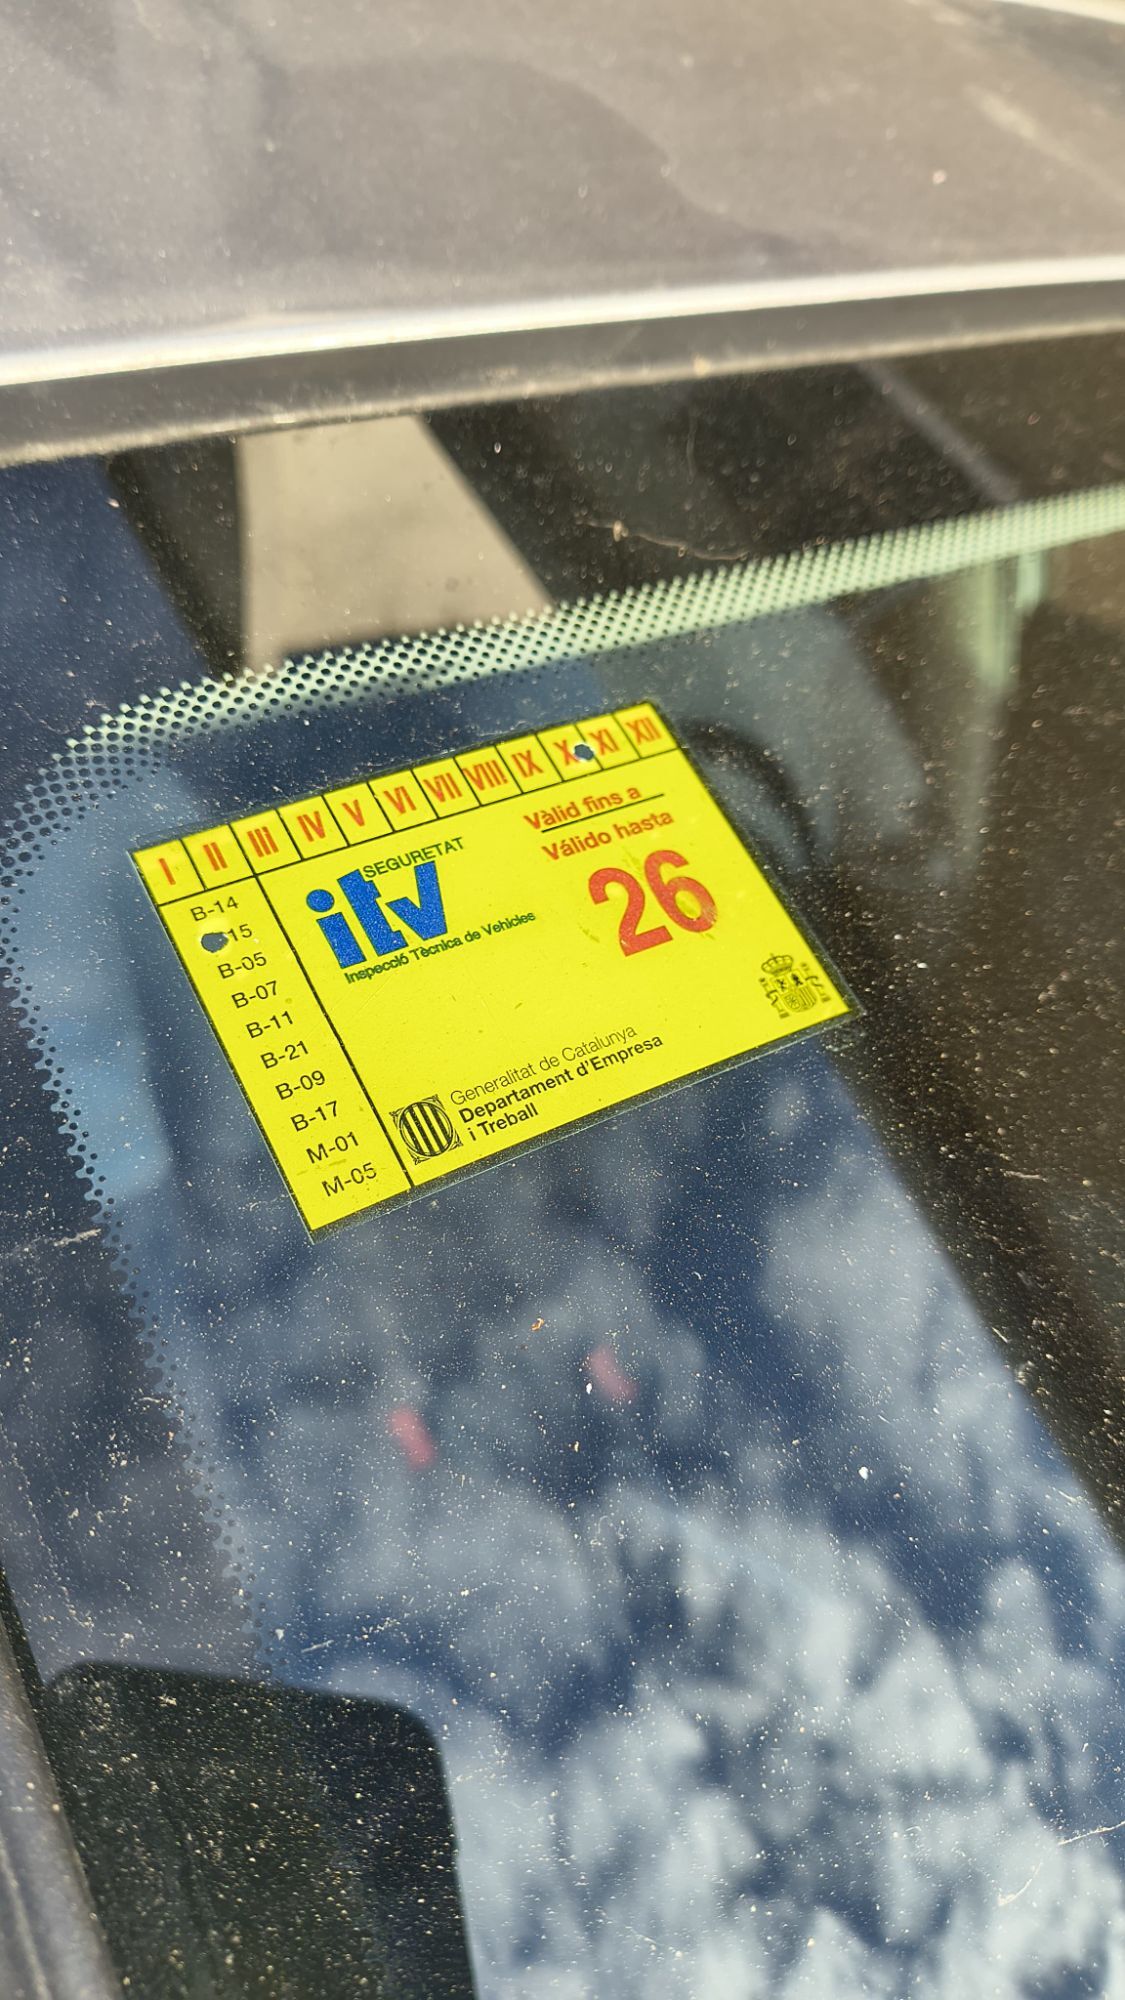 I II III IV V VI VII VIII IX X XI XII
Vàlid fins a
Válido hasta
26
SEGURETAT
itv
Inspecció Tècnica de Vehicles
B-14
15
B-05
B-07
B-11
B-21
B-09
B-17
M-01
M-05
Generalitat de Catalunya
Departament d'Empresa
i Treball